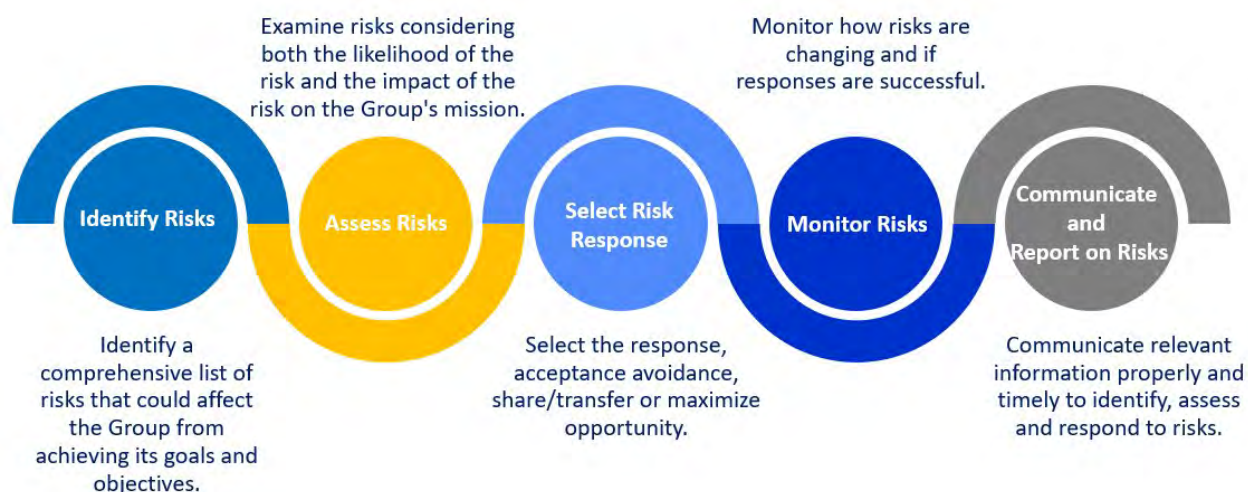 Examine risks considering
both the likelihood of the
risk and the impact of the
risk on the Group's mission.
Monitor how risks are
changing and if
responses are successful.
Identify Risks
Assess Risks
Select Risk
Response
Monitor Risks
Communicate
and
Report on Risks
Identify a
comprehensive list of
risks that could affect
the Group from
achieving its goals and
objectives.
Select the response,
acceptance avoidance,
share/transfer or maximize
opportunity.
Communicate relevant
information properly and
timely to identify, assess
and respond to risks.